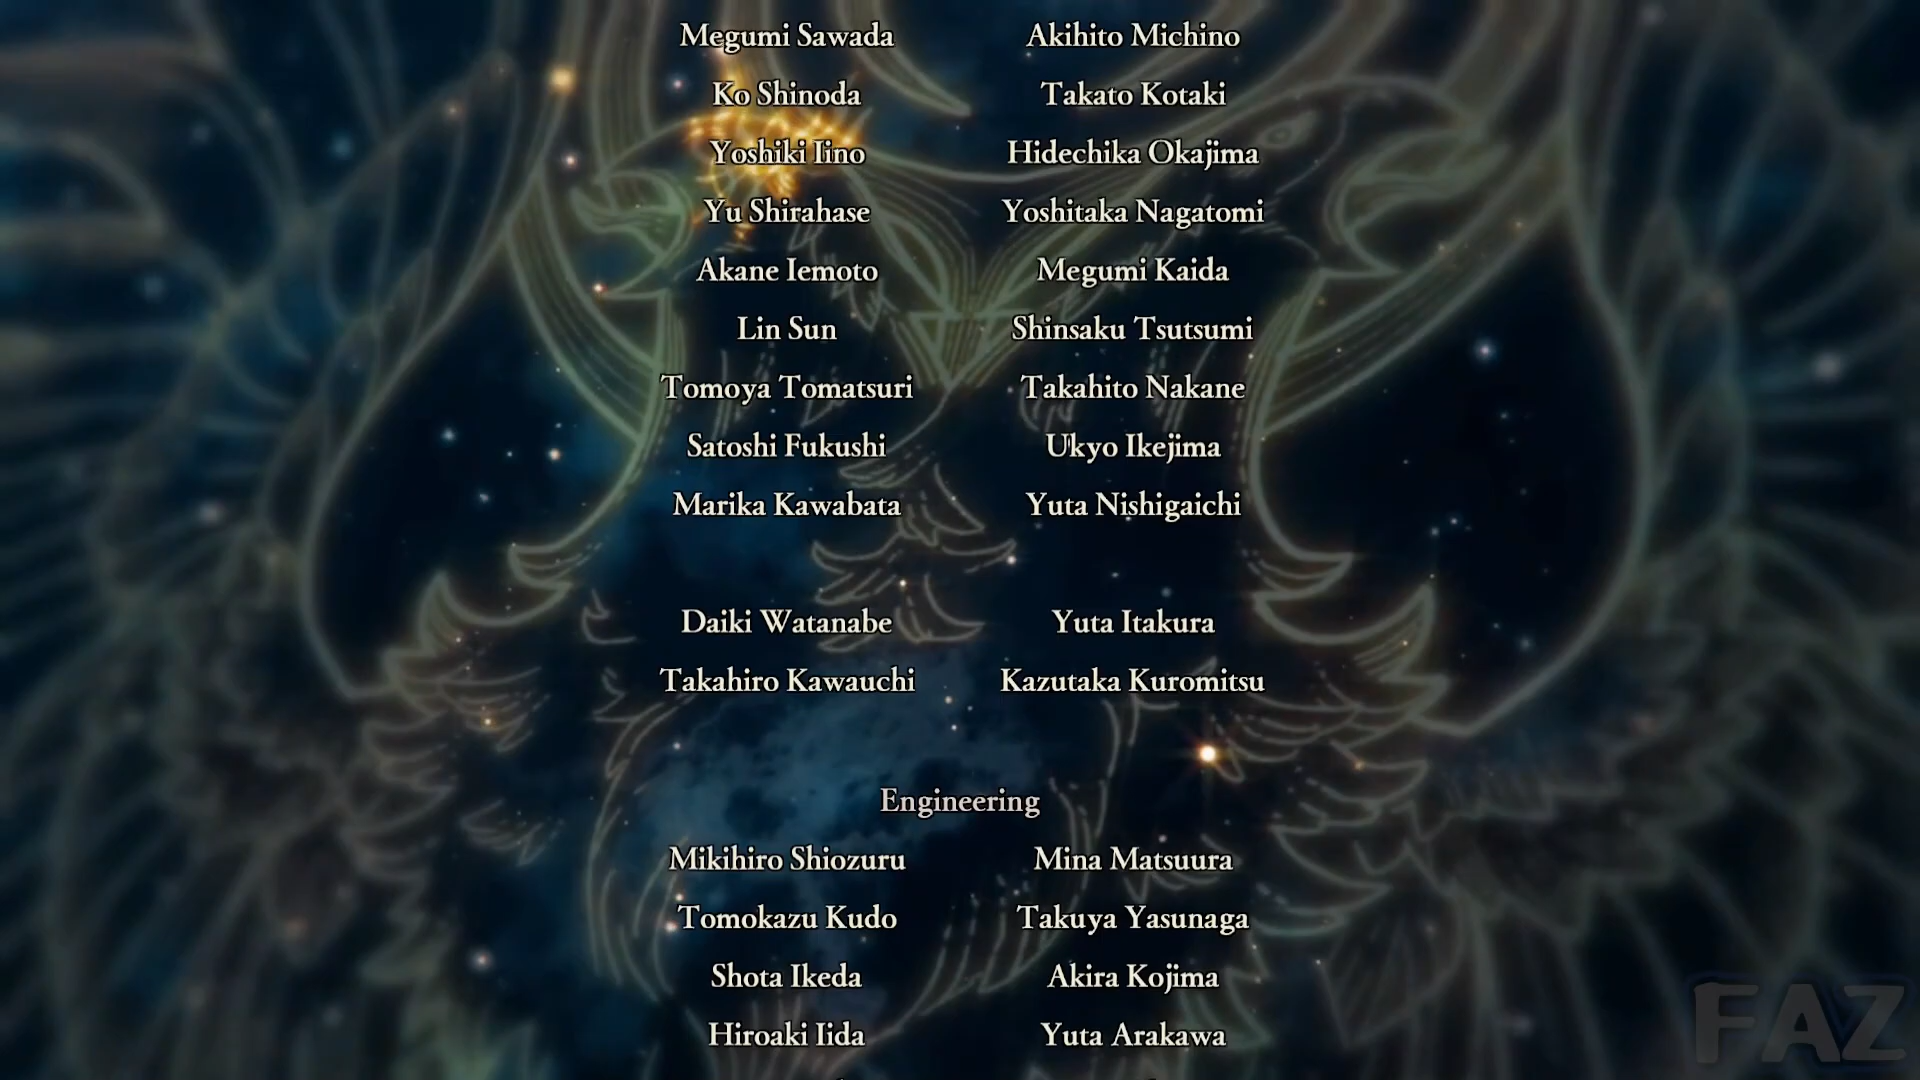 Megumi Sawada Akihito Michino
Ko Shinoda Takato Kotaki
Yoshiki Iino Hidechika Okajima
Yu Shirahase Yoshitaka Nagatomi
Akane Iemoto Megumi Kaida
Lin Sun Shinsaku Tsutsumi
Tomoya Tomatsuri Takahito Nakane
Satoshi Fukushi Ukyo Ikejima
Marika Kawabata Yuta Nishigaichi
Daiki Watanabe Yuta Itakura
Takahiro Kawauchi Kazutaka Kuromitsu
Engineering
Mikihiro Shiozuru Mina Matsuura
Tomokazu Kudo Takuya Yasunaga
Shota Ikeda Akira Kojima
Hiroaki Iida Yuta Arakawa
FAZ